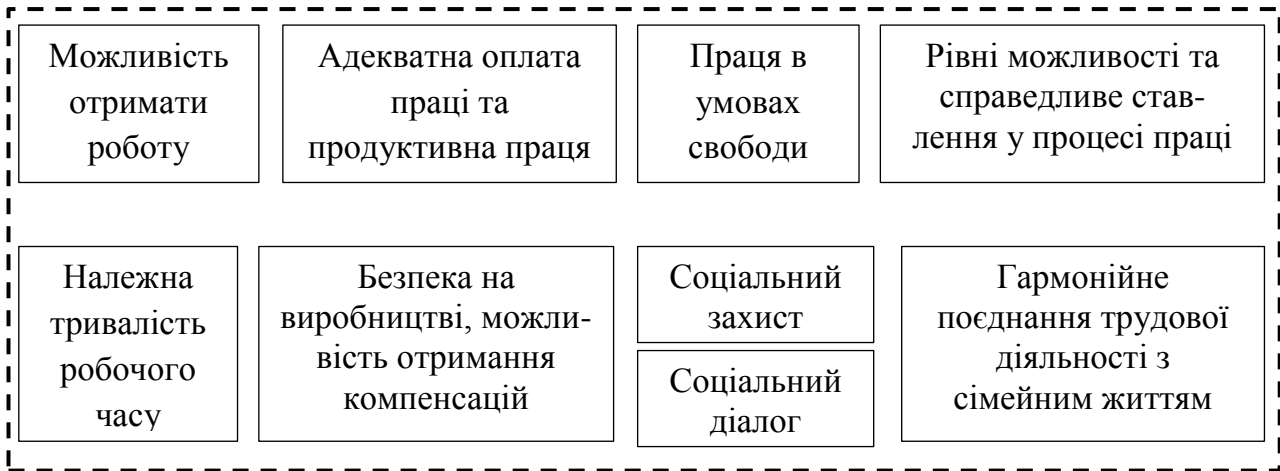 Можливість
отримати
роботу
Адекватна оплата
праці та
продуктивна праця
Праця в
умовах
свободи
Рівні можливості та
справедливе став-
лення у процесі праці
Належна
тривалість
робочого
часу
Безпека на
виробництві, можли-
вість отримання
компенсацій
Соціальний
захист
Соціальний
діалог
Гармонійне
поєднання трудової
діяльності з
сімейним життям